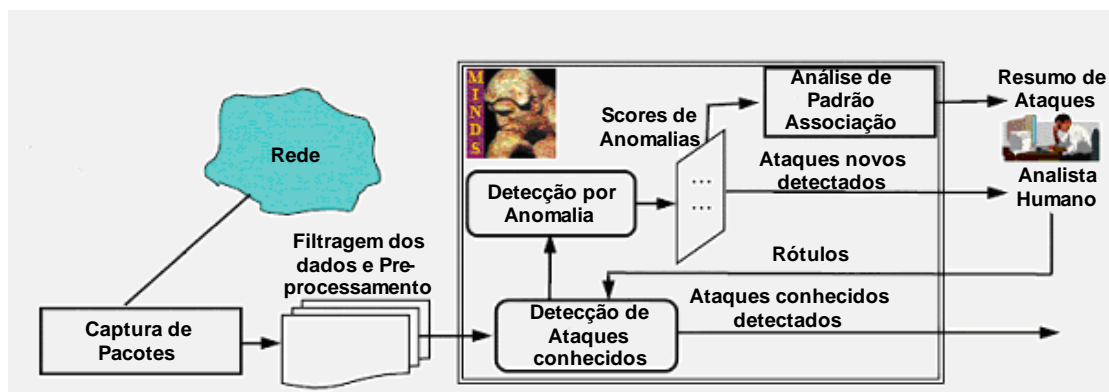 MINDS
Análise de
Padrão
Associação
Resumo de
Ataques
Scores de
Anomalias
Rede
Ataques novos
detectados
Analista
Humano
Detecção por
Anomalia
...
...
Filtragem dos
dados e Pre-
processamento
Rótulos
Captura de
Pacotes
Detecção de
Ataques
conhecidos
Ataques conhecidos
detectados